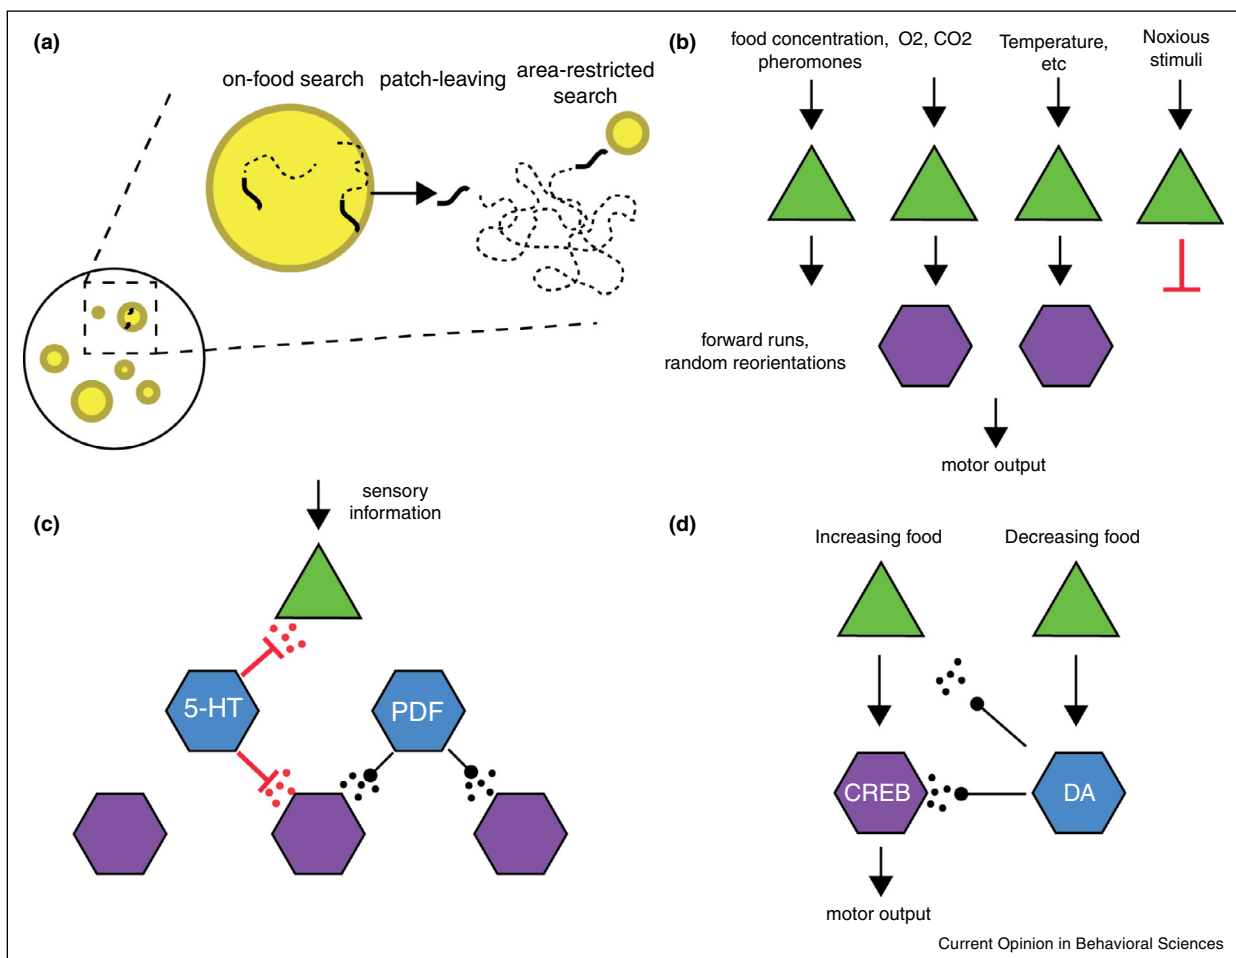 (a)
on-food search
patch-leaving
area-restricted
search
(b)
food concentration,
pheromones
O2, CO2
Temperature,
etc
Noxious
stimuli
forward runs,
random reorientations
motor output
(c)
sensory
information
5-HT
PDF
(d)
Increasing food
Decreasing food
CREB
DA
motor output
Current Opinion in Behavioral Sciences